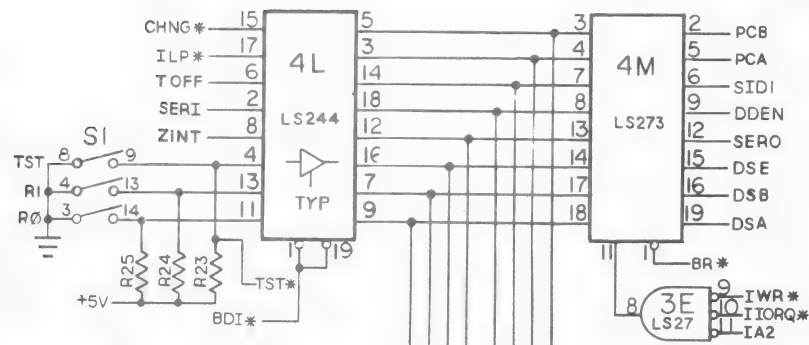 CHNG* 15 5 3 2 PCB
ILP* 17 3 4 5 PCA
TOFF 6 4L 14 7 4M 6 SIDI
SERI 2 18 8 9 DDEN
ZINT 8 LS244 12 13 LS273 12 SERO
S1
TST 8 9 4 16 14 15 DSE
R1 4 13 13 TYP 7 17 16 DSB
RØ 3 14 11 9 18 19 DSA
1 19 11 1
R25 R24 R23
TST* BR*
+5V
BDI*
8 3E 9 IWR*
LS27 10 IIORQ*
11 IA2